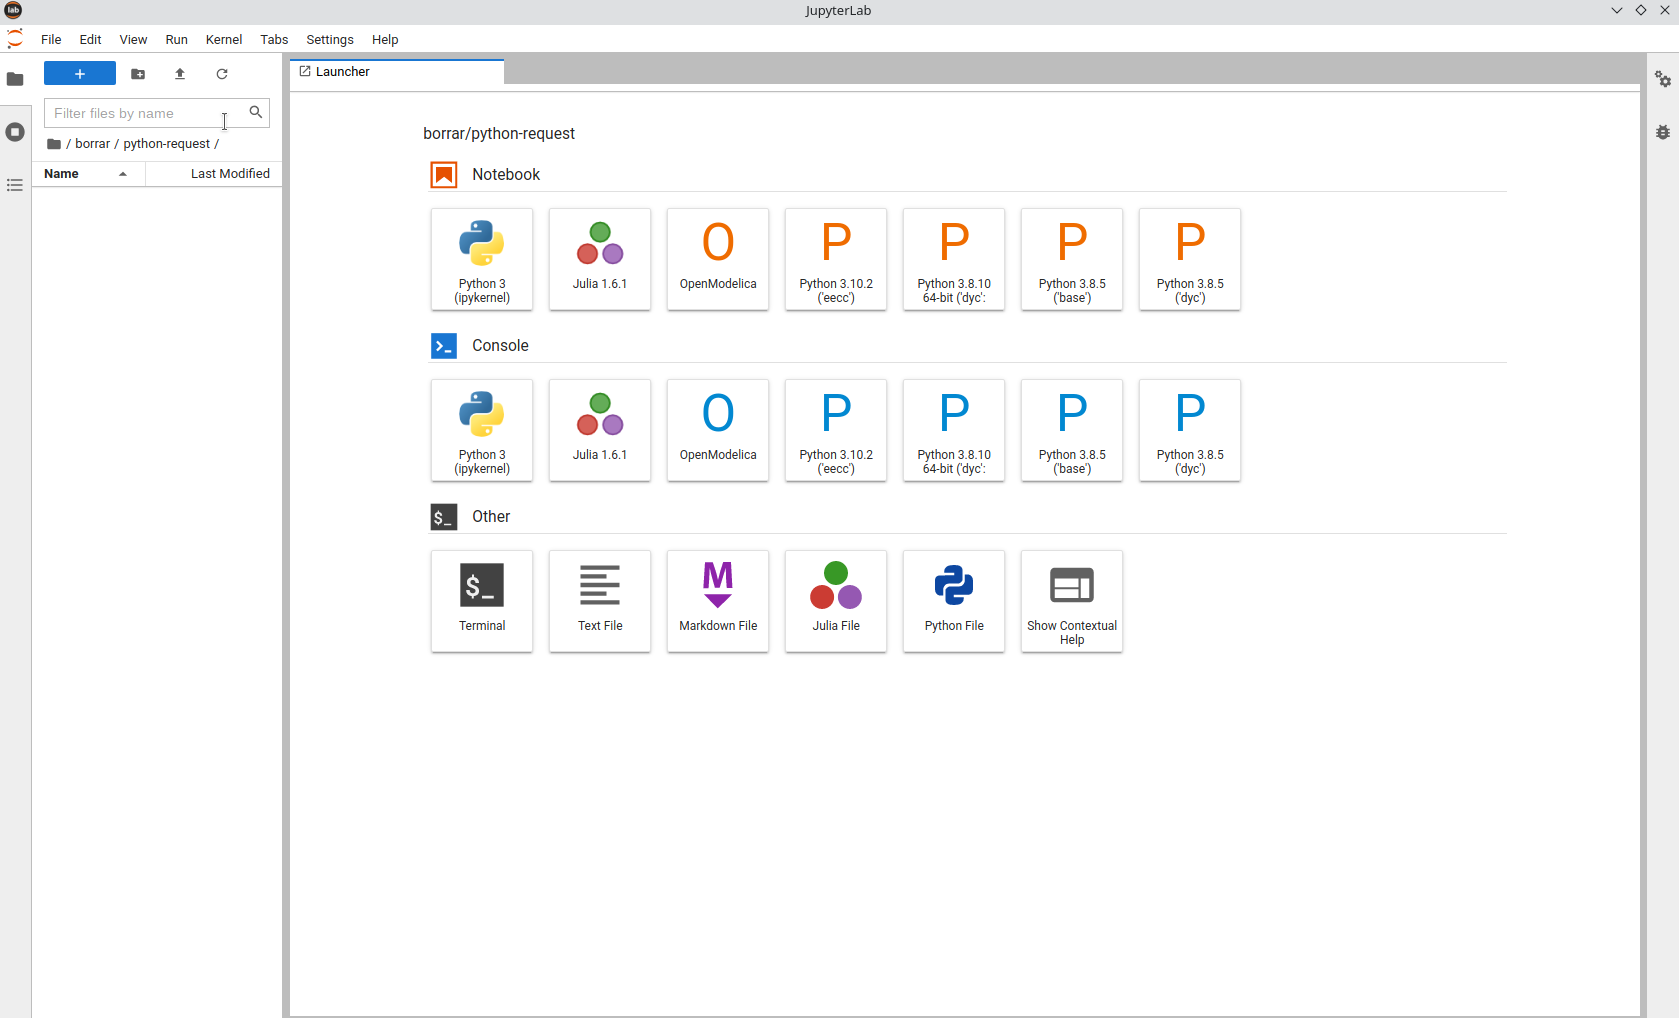 lab
JupyterLab
File Edit View Run Kernel Tabs Settings Help
+
Launcher
Filter files by name
/ borrar / python-request /
Name Last Modified
borrar/python-request
Notebook
Python 3
(ipykernel)
Julia 1.6.1
O
OpenModelica
P
Python 3.10.2
('eecc')
P
Python 3.8.10
64-bit ('dyc':
P
Python 3.8.5
('base')
P
Python 3.8.5
('dyc')
>_
Console
Python 3
(ipykernel)
Julia 1.6.1
O
OpenModelica
P
Python 3.10.2
('eecc')
P
Python 3.8.10
64-bit ('dyc':
P
Python 3.8.5
('base')
P
Python 3.8.5
('dyc')
$_
Other
$_
Terminal
Text File
M
Markdown File
Julia File
Python File
Show Contextual
Help